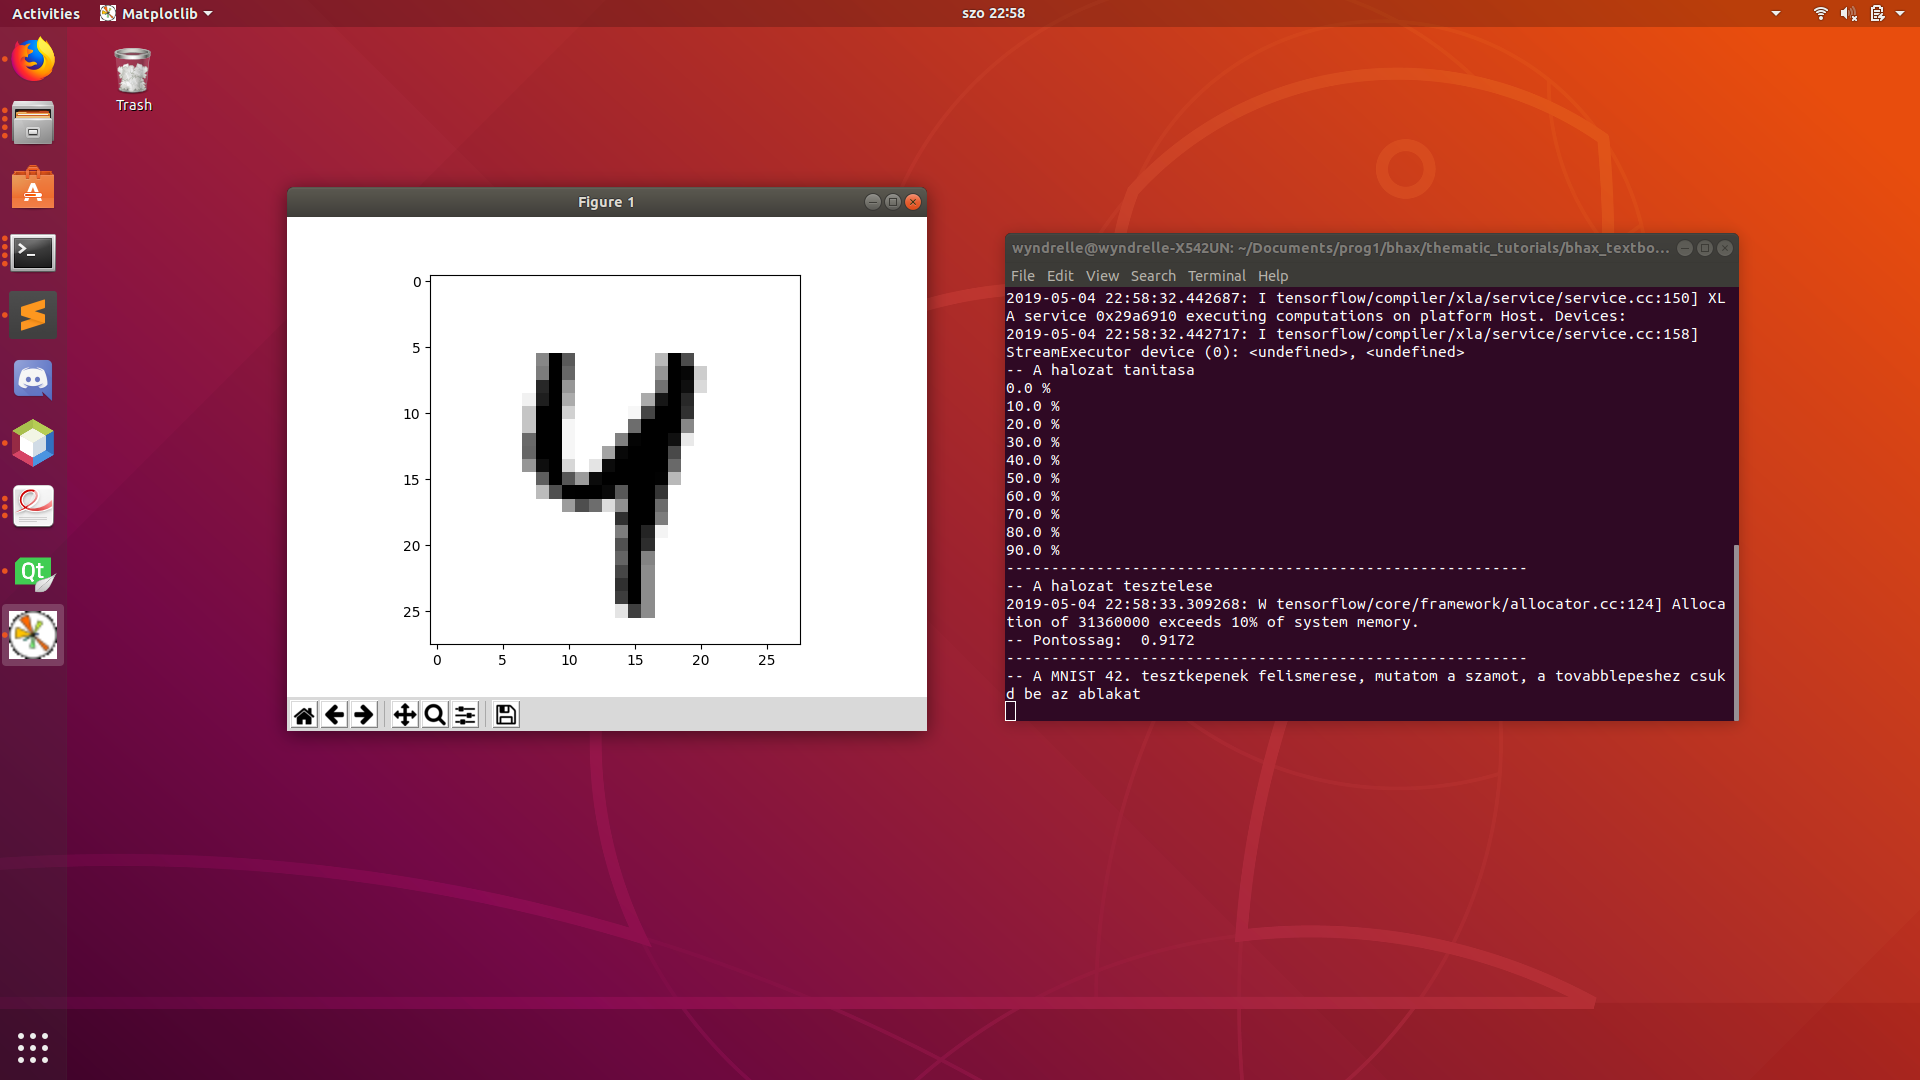 Activities Matplotlib szo 22:58
Trash
Figure 1
0
5
10
15
20
25
4
0 5 10 15 20 25
wyndrelle@wyndrelle-X542UN: ~/Documents/prog1/bhax/thematic_tutorials/bhax_textbo...
File Edit View Search Terminal Help
2019-05-04 22:58:32.442687: I tensorflow/compiler/xla/service/service.cc:150] XL
A service 0x29a6910 executing computations on platform Host. Devices:
2019-05-04 22:58:32.442717: I tensorflow/compiler/xla/service/service.cc:158]
StreamExecutor device (0): <undefined>, <undefined>
-- A halozat tanitasa
0.0 %
10.0 %
20.0 %
30.0 %
40.0 %
50.0 %
60.0 %
70.0 %
80.0 %
90.0 %
----------------------------------------------------------
-- A halozat tesztelese
2019-05-04 22:58:33.309268: W tensorflow/core/framework/allocator.cc:124] Alloca
tion of 31360000 exceeds 10% of system memory.
-- Pontossag:  0.9172
----------------------------------------------------------
-- A MNIST 42. tesztkepenek felismerese, mutatom a szamot, a tovabblepeshez csuk
d be az ablakat
Qt